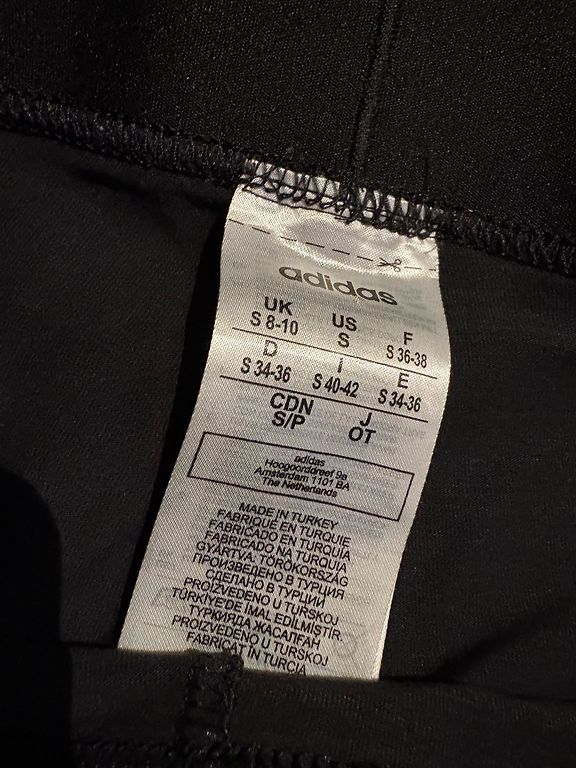 adidas
UK US F
S 8-10 S S 36-38
D I E
S 34-36 S 40-42 S 34-36
CDN J
S/P OT
adidas
Hoogoorddreef 9a
Amsterdam 1101 BA
The Netherlands
MADE IN TURKEY
FABRIQUÉ EN TURQUIE
FABRICADO EN TURQUÍA
FABRICADO NA TURQUIA
GYÁRTVA: TÖRÖKORSZÁG
ПРОИЗВЕДЕНО В ТУРЦИЯ
СДЕЛАНО В ТУРЦИИ
PROIZVEDENO U TURSKOJ
TÜRKİYE'DE İMAL EDİLMİŞTİR.
ТУРКИЯДА ЖАСАЛҒАН
PROIZVEDENO U TURSKOJ
FABRICAT ÎN TURCIA